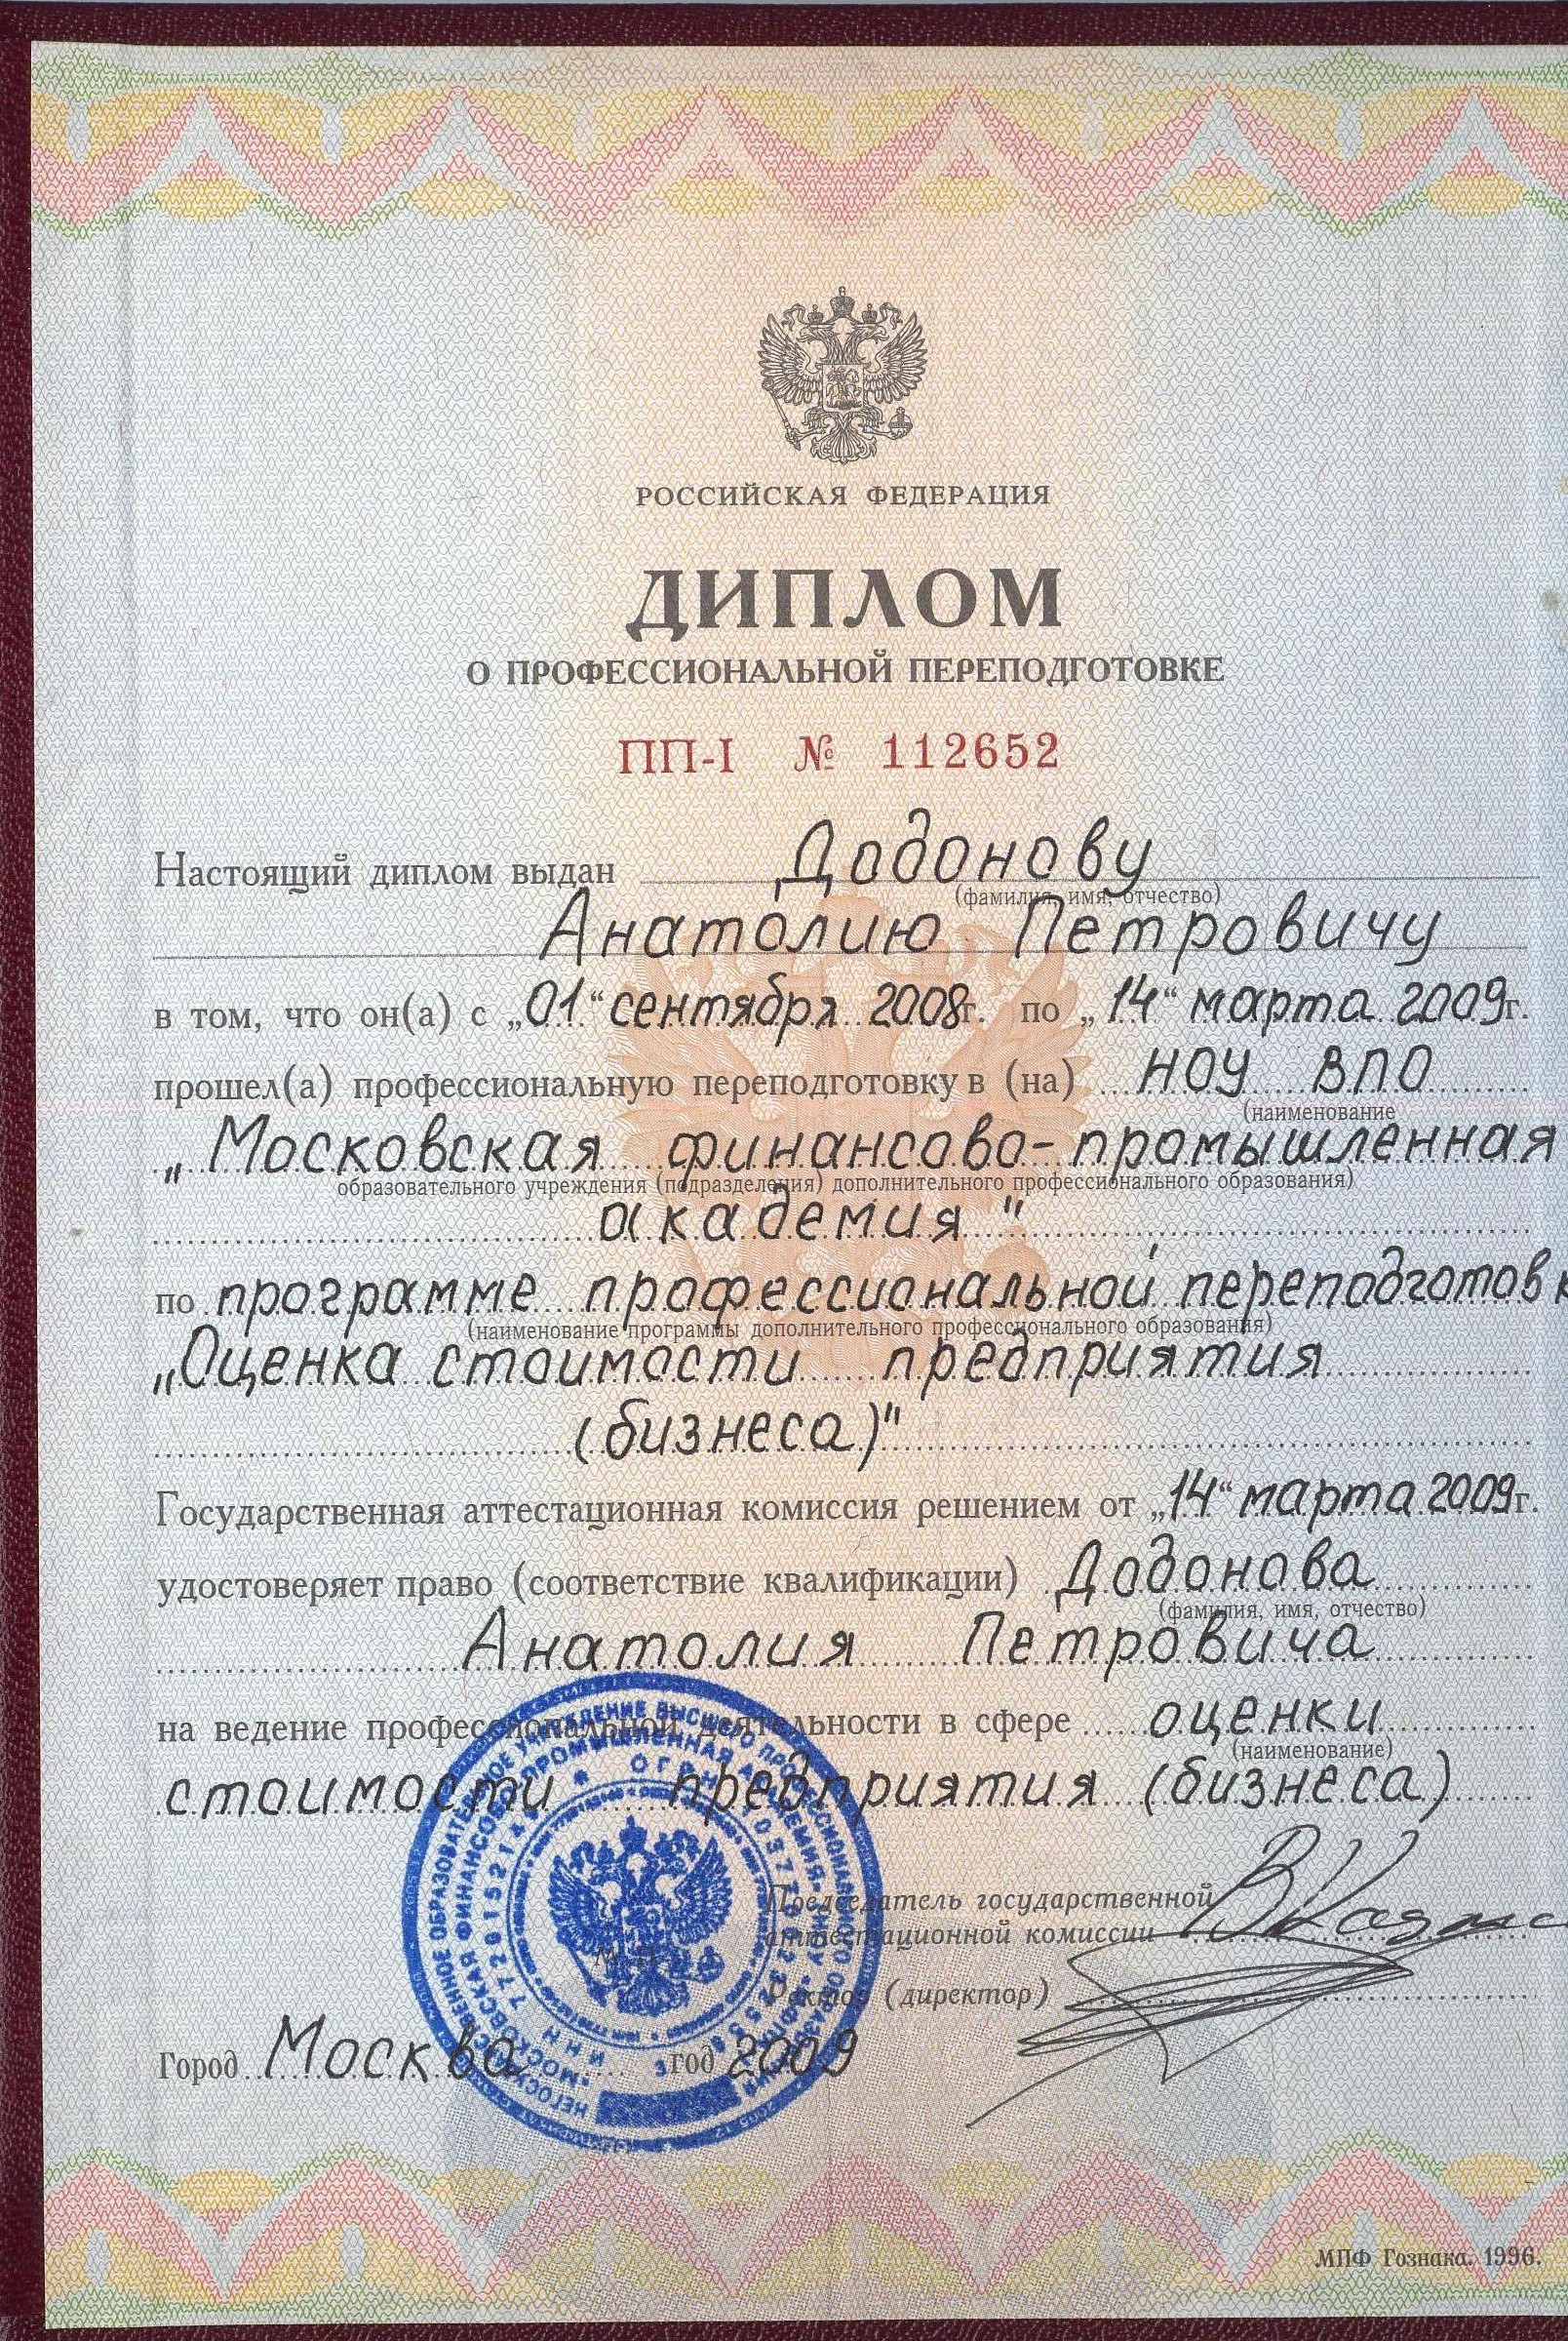 РОССИЙСКАЯ ФЕДЕРАЦИЯ
ДИПЛОМ
О ПРОФЕССИОНАЛЬНОЙ ПЕРЕПОДГОТОВКЕ
ПП-I № 112652
Настоящий диплом выдан Додонову
(фамилия, имя, отчество)
Анатолию Петровичу
в том, что он(а) с „01“ сентября 2008г. по „14“ марта 2009г.
прошел(а) профессиональную переподготовку в (на) НОУ ВПО
(наименование
„Московская финансово-промышленная
образовательного учреждения (подразделения) дополнительного профессионального образования)
академия"
по программе профессиональной переподготовк
(наименование программы дополнительного профессионального образования)
„Оценка стоимости предприятия
(бизнеса)"
Государственная аттестационная комиссия решением от „14“ марта 2009г.
удостоверяет право (соответствие квалификации) Додонова
(фамилия, имя, отчество)
Анатолия Петровича
на ведение профессиональной деятельности в сфере оценки
(наименование)
стоимости предприятия (бизнеса)
Председатель государственной
аттестационной комиссии
М.П.
Ректор (директор)
Город Москва год 2009
МПФ Гознака. 1996.